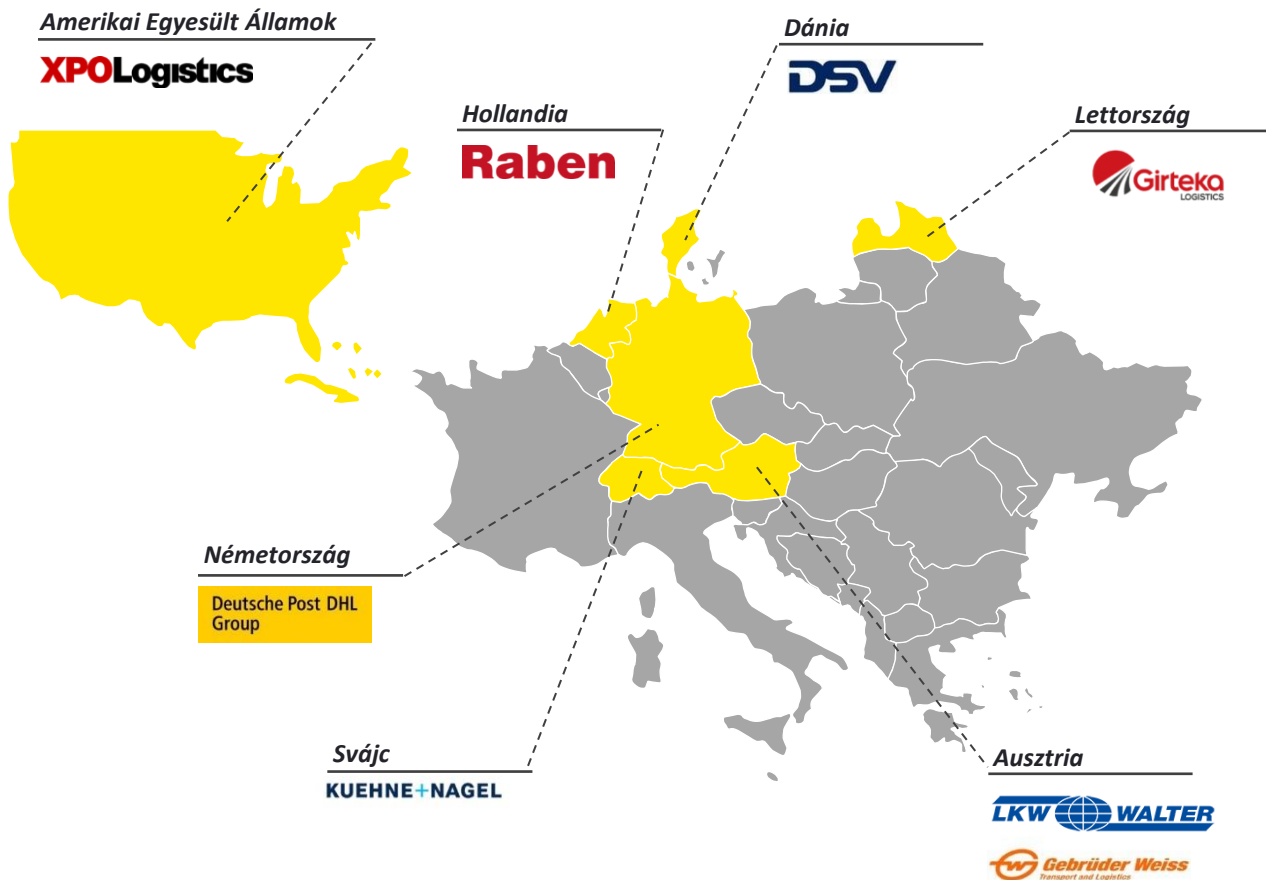 Amerikai Egyesült Államok
XPOLogistics
Dánia
DSV
Hollandia
Raben
Lettország
Girteka
LOGISTICS
Németország
Deutsche Post DHL
Group
Svájc
KUEHNE+NAGEL
Ausztria
LKW WALTER
GW Gebrüder Weiss
Transport and Logistics